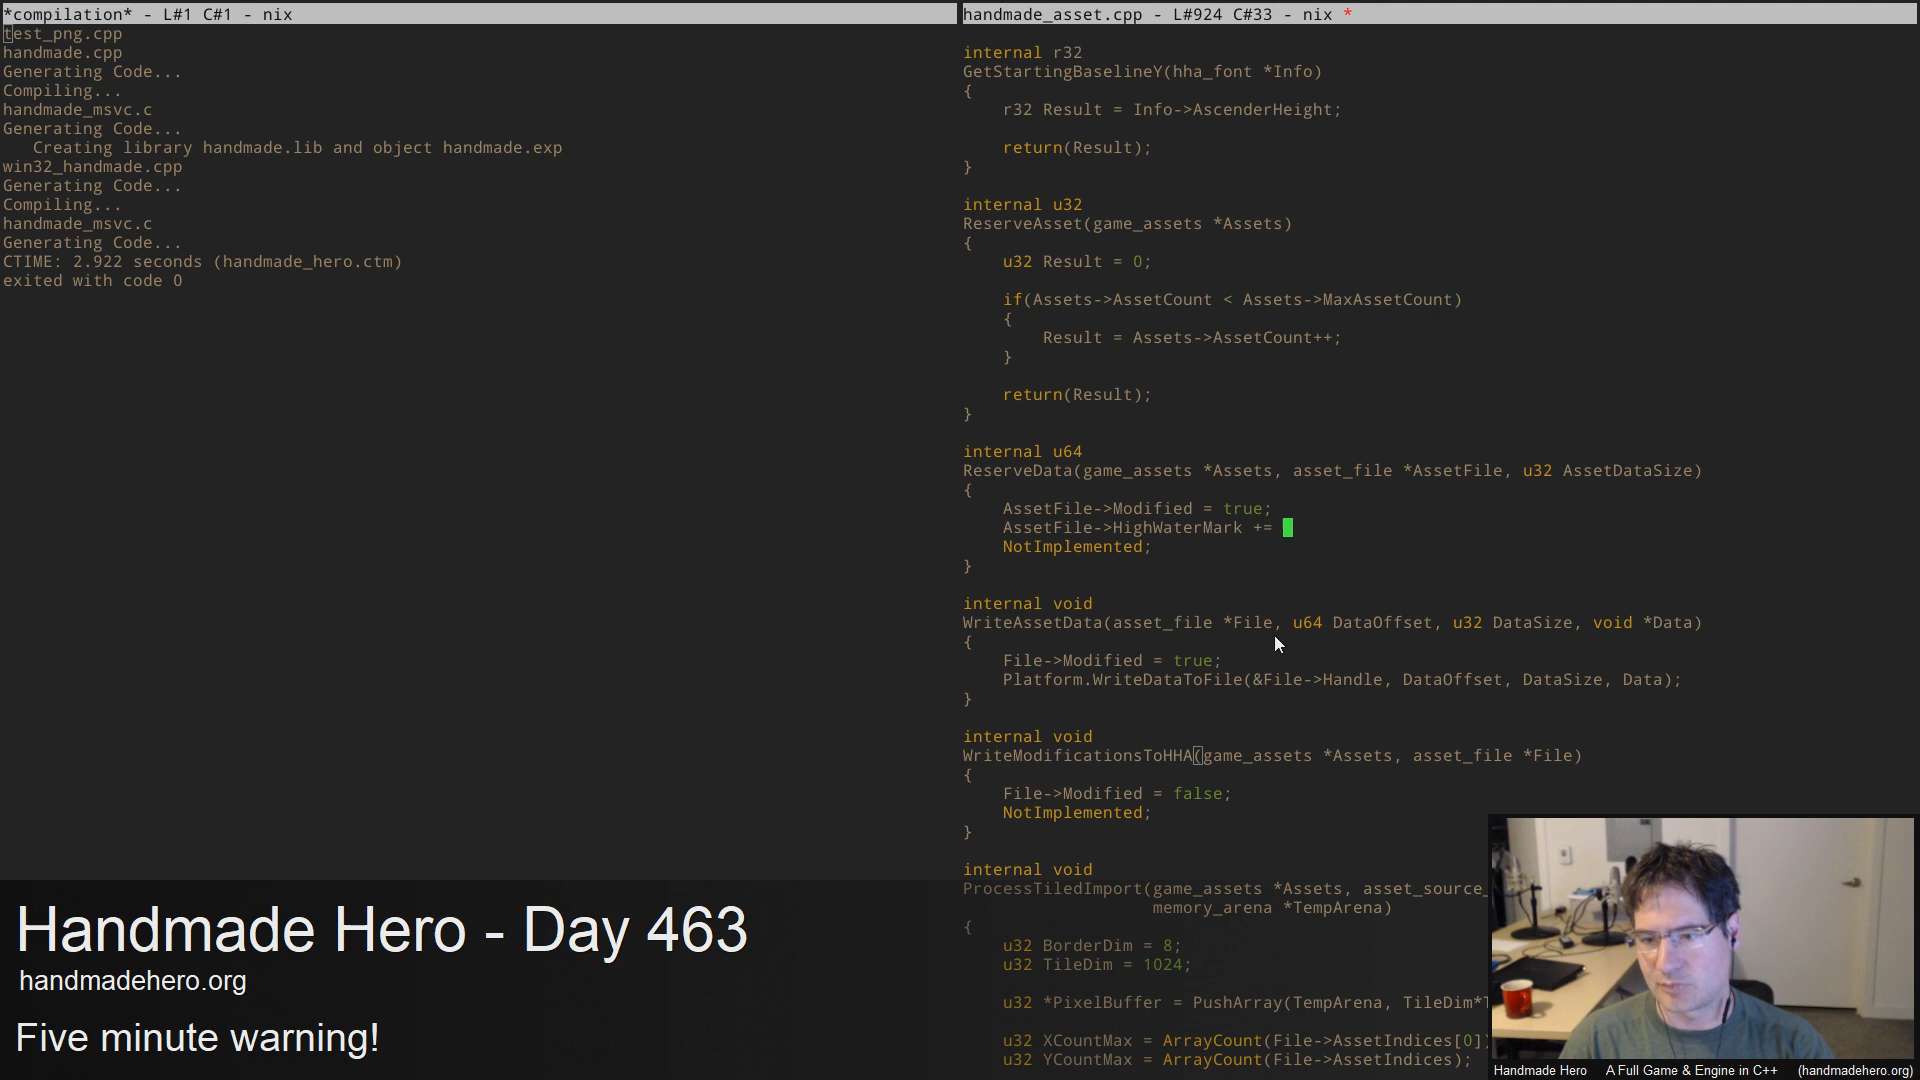 *compilation* - L#1 C#1 - nix
test_png.cpp
handmade.cpp
Generating Code...
Compiling...
handmade_msvc.c
Generating Code...
Creating library handmade.lib and object handmade.exp
win32_handmade.cpp
Generating Code...
Compiling...
handmade_msvc.c
Generating Code...
CTIME: 2.922 seconds (handmade_hero.ctm)
exited with code 0
handmade_asset.cpp - L#924 C#33 - nix *
internal r32
GetStartingBaselineY(hha_font *Info)
{
r32 Result = Info->AscenderHeight;
return(Result);
}
internal u32
ReserveAsset(game_assets *Assets)
{
u32 Result = 0;
if(Assets->AssetCount < Assets->MaxAssetCount)
{
Result = Assets->AssetCount++;
}
return(Result);
}
internal u64
ReserveData(game_assets *Assets, asset_file *AssetFile, u32 AssetDataSize)
{
AssetFile->Modified = true;
AssetFile->HighWaterMark +=
NotImplemented;
}
internal void
WriteAssetData(asset_file *File, u64 DataOffset, u32 DataSize, void *Data)
{
File->Modified = true;
Platform.WriteDataToFile(&File->Handle, DataOffset, DataSize, Data);
}
internal void
WriteModificationsToHHA(game_assets *Assets, asset_file *File)
{
File->Modified = false;
NotImplemented;
}
internal void
ProcessTiledImport(game_assets *Assets, asset_source_
memory_arena *TempArena)
{
u32 BorderDim = 8;
u32 TileDim = 1024;
u32 *PixelBuffer = PushArray(TempArena, TileDim*
u32 XCountMax = ArrayCount(File->AssetIndices[0])
u32 YCountMax = ArrayCount(File->AssetIndices);
Handmade Hero - Day 463
handmadehero.org
Five minute warning!
Handmade Hero A Full Game & Engine in C++ (handmadehero.org)